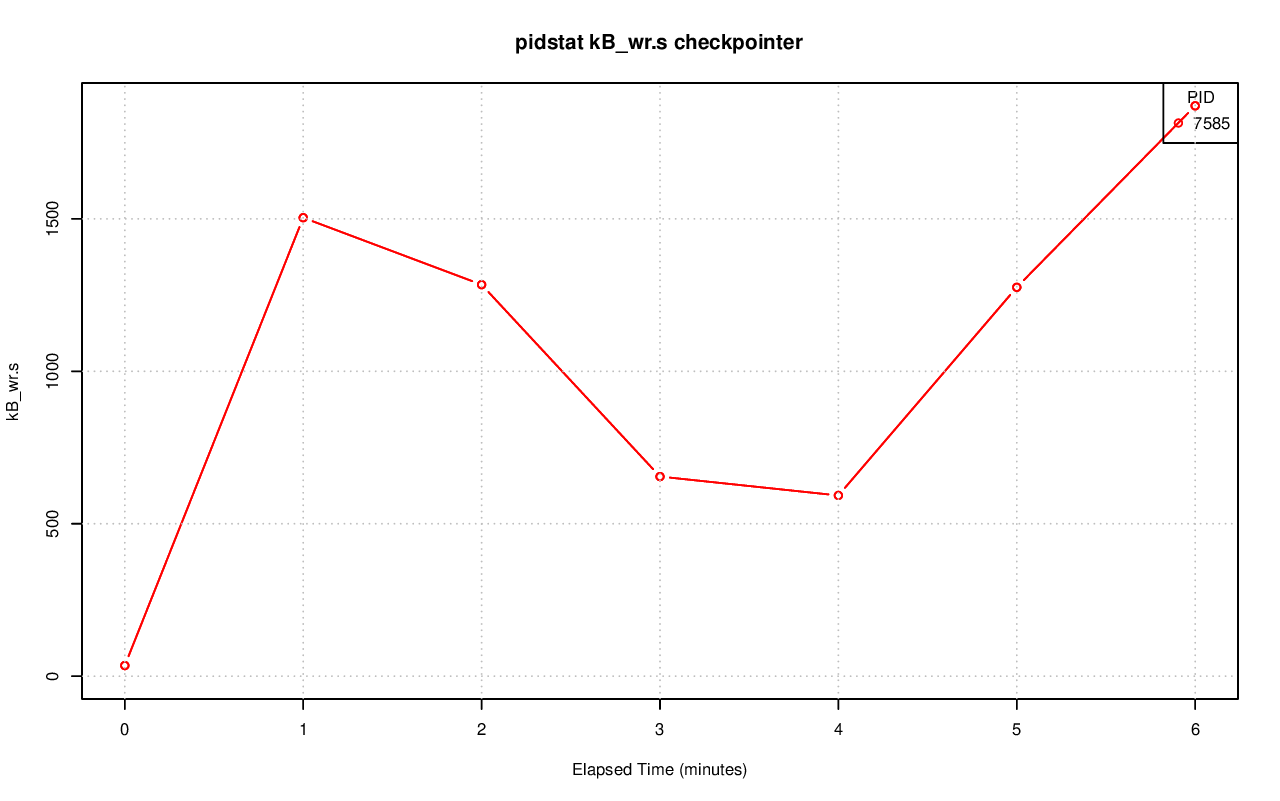 pidstat kB_wr.s checkpointer
PID
7585
kB_wr.s
1500
1000
500
0
0 1 2 3 4 5 6
Elapsed Time (minutes)